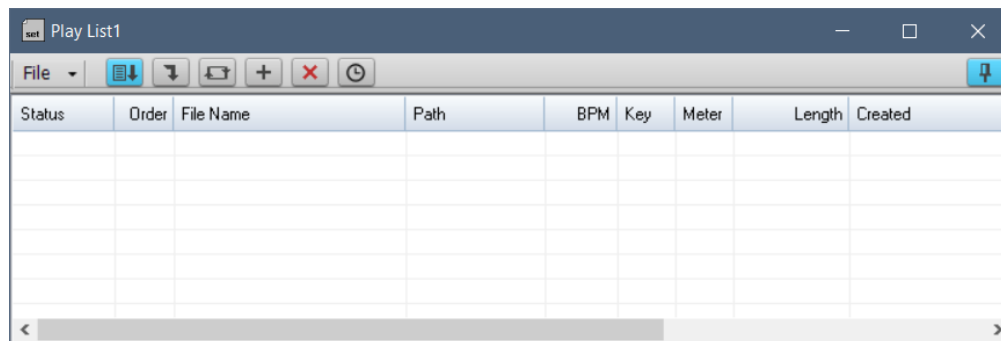 set Play List1
File
Status Order File Name Path BPM Key Meter Length Created